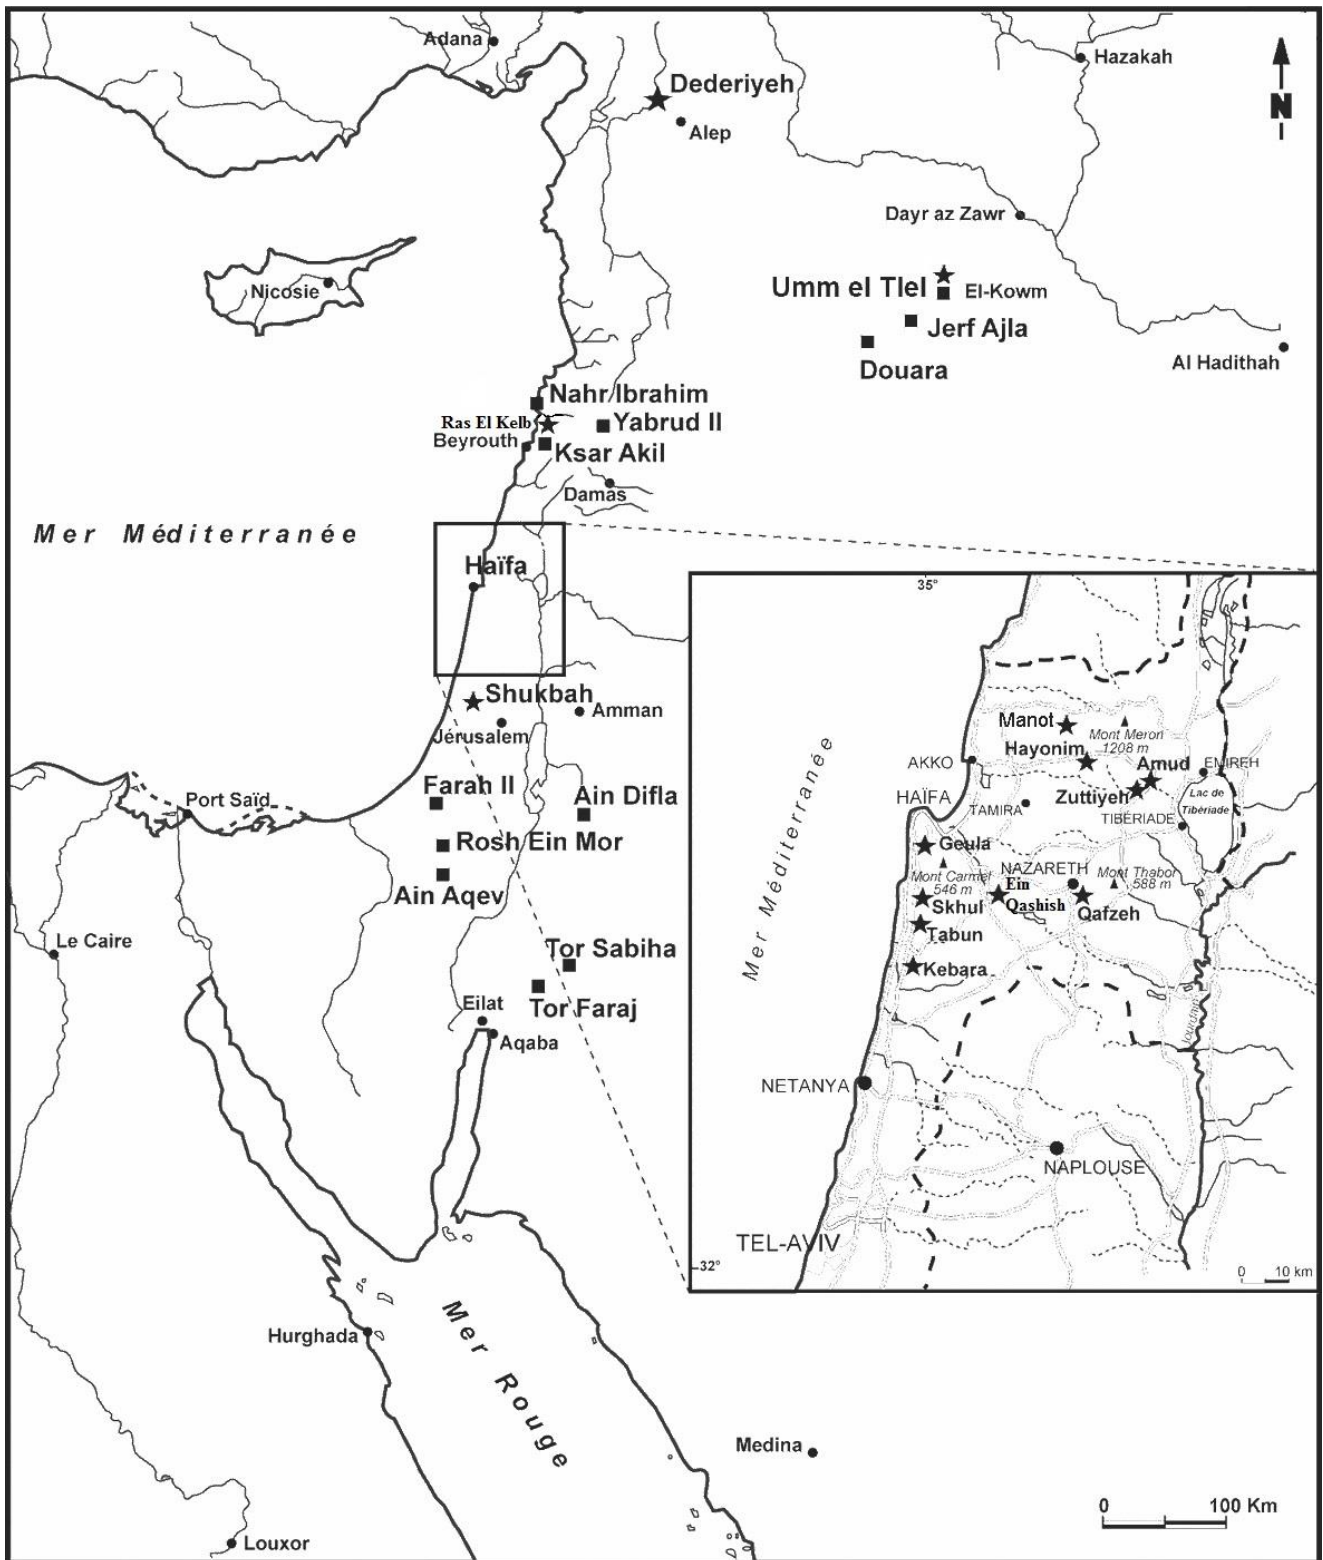 Adana
Hazakah
Dederiyeh
N
Alep
Dayr az Zawr
Nicosie
Umm el Tlel
El-Kowm
Jerf Ajla
Douara
Al Hadithah
Nahr Ibrahim
Ras El Kelb
Yabrud II
Beyrouth
Ksar Akil
Damas
Mer Méditerranée
Haïfa
Shukbah
Amman
Jérusalem
Farah II
Ain Difla
Port Saïd
Rosh Ein Mor
Ain Aqev
Le Caire
Tor Sabiha
Tor Faraj
Eilat
Aqaba
Hurghada
Mer Rouge
Medina
Louxor
0 100 Km
35°
Manot
Mont Meron
1208 m
Hayonim
AKKO
Amud
EMIREH
Zuttiyeh
Lac de
Tibériade
HAÏFA
TAMIRA
TIBÉRIADE
Mer Méditerranée
Geula
NAZARETH
Mont Carmel
546 m
Mont Thabor
588 m
Ein
Qashish
Skhul
Qafzeh
Tabun
Kebara
Jourdain
NETANYA
NAPLOUSE
TEL-AVIV
32°
0 10 km